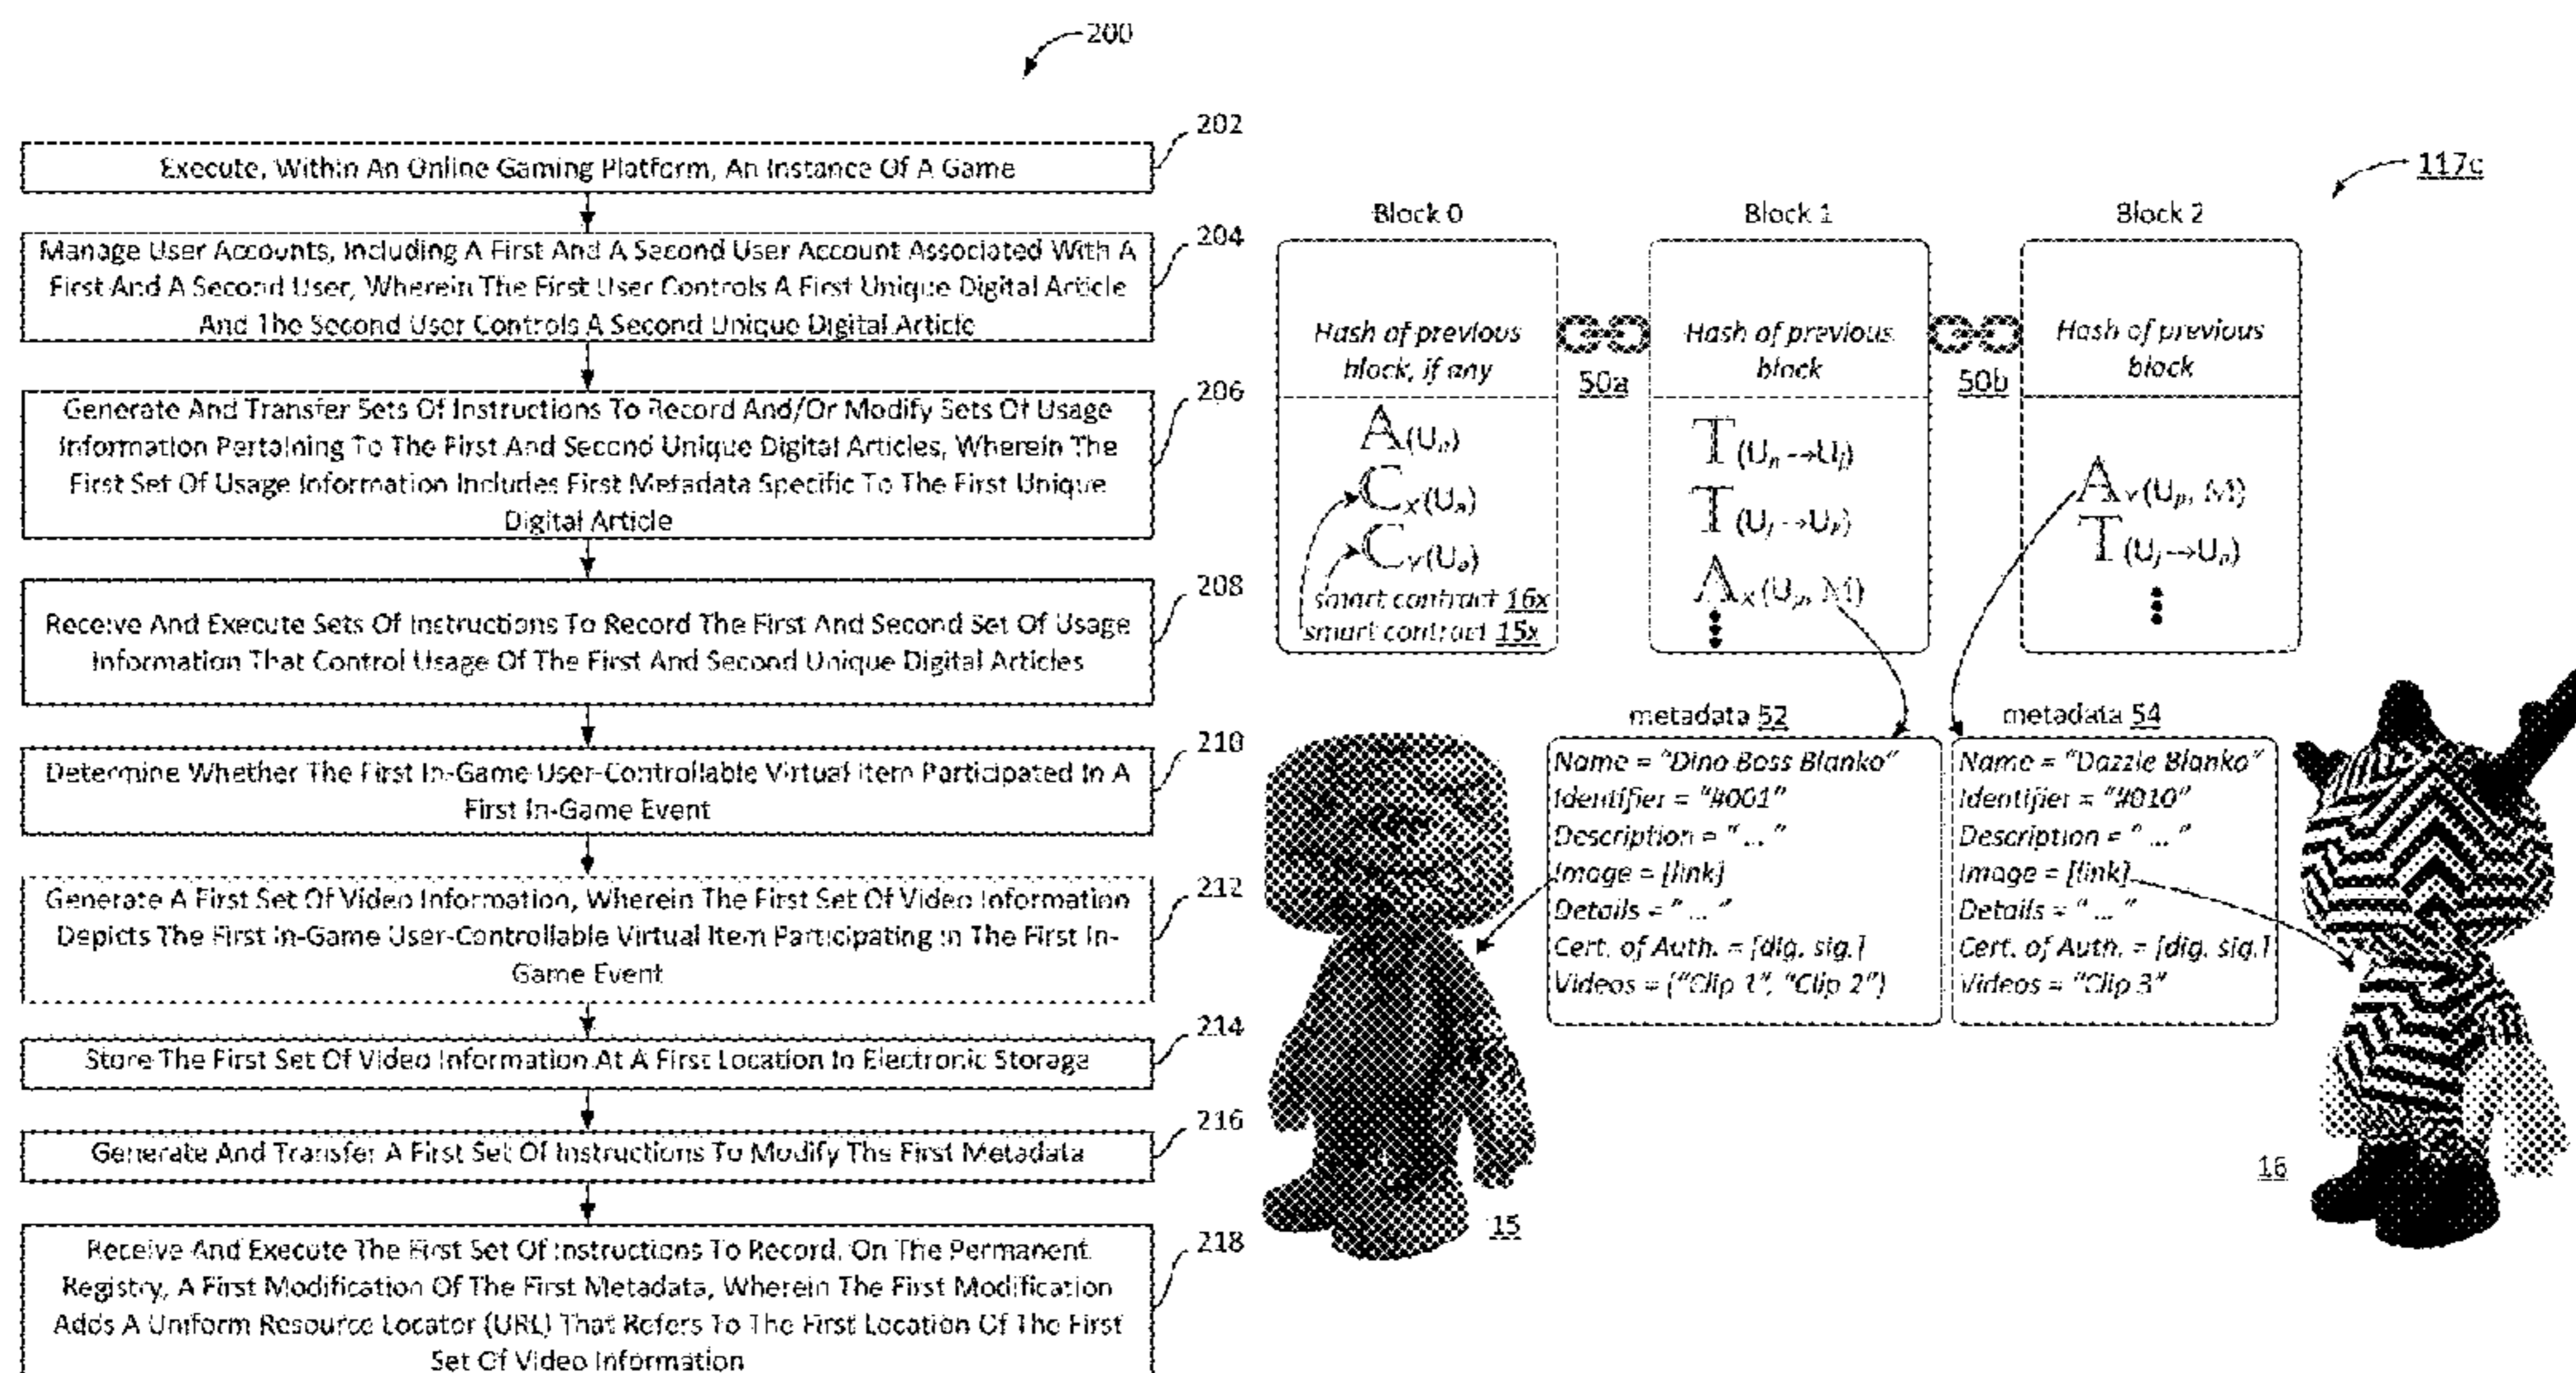 200
202
Execute, Within An Online Gaming Platform, An Instance Of A Game
204
Manage User Accounts, Including A First And A Second User Account Associated With A
First And A Second User, Wherein The First User Controls A First Unique Digital Article
And The Second User Controls A Second Unique Digital Article
206
Generate And Transfer Sets Of Instructions To Record And/Or Modify Sets Of Usage
Information Pertaining To The First And Second Unique Digital Articles, Wherein The
First Set Of Usage Information Includes First Metadata Specific To The First Unique
Digital Article
208
Receive And Execute Sets Of Instructions To Record The First And Second Set Of Usage
Information That Control Usage Of The First And Second Unique Digital Articles
210
Determine Whether The First In-Game User-Controllable Virtual Item Participated In A
First In-Game Event
212
Generate A First Set Of Video Information, Wherein The First Set Of Video Information
Depicts The First In-Game User-Controllable Virtual Item Participating In The First In-
Game Event
214
Store The First Set Of Video Information At A First Location In Electronic Storage
216
Generate And Transfer A First Set Of Instructions To Modify The First Metadata
218
Receive And Execute The First Set Of Instructions To Record, On The Permanent
Registry, A First Modification Of The First Metadata, Wherein The First Modification
Adds A Uniform Resource Locator (URL) That Refers To The First Location Of The First
Set Of Video Information
117c
Block 0
Hash of previous
block, if any
A
C
C
smart contract 16x
smart contract 15x
50a
Block 1
Hash of previous
block
T
T
A
50b
Block 2
Hash of previous
block
A
T
metadata 52
Name = "Dino Boss Blanko"
Identifier = "#001"
Description = " ... "
Image = [link]
Details = " ... "
Cert. of Auth. = [dig. sig.]
Videos = ("Clip 1", "Clip 2")
metadata 54
Name = "Dazzle Blanko"
Identifier = "#010"
Description = " ... "
Image = [link]
Details = " ... "
Cert. of Auth. = [dig. sig.]
Videos = "Clip 3"
15
16